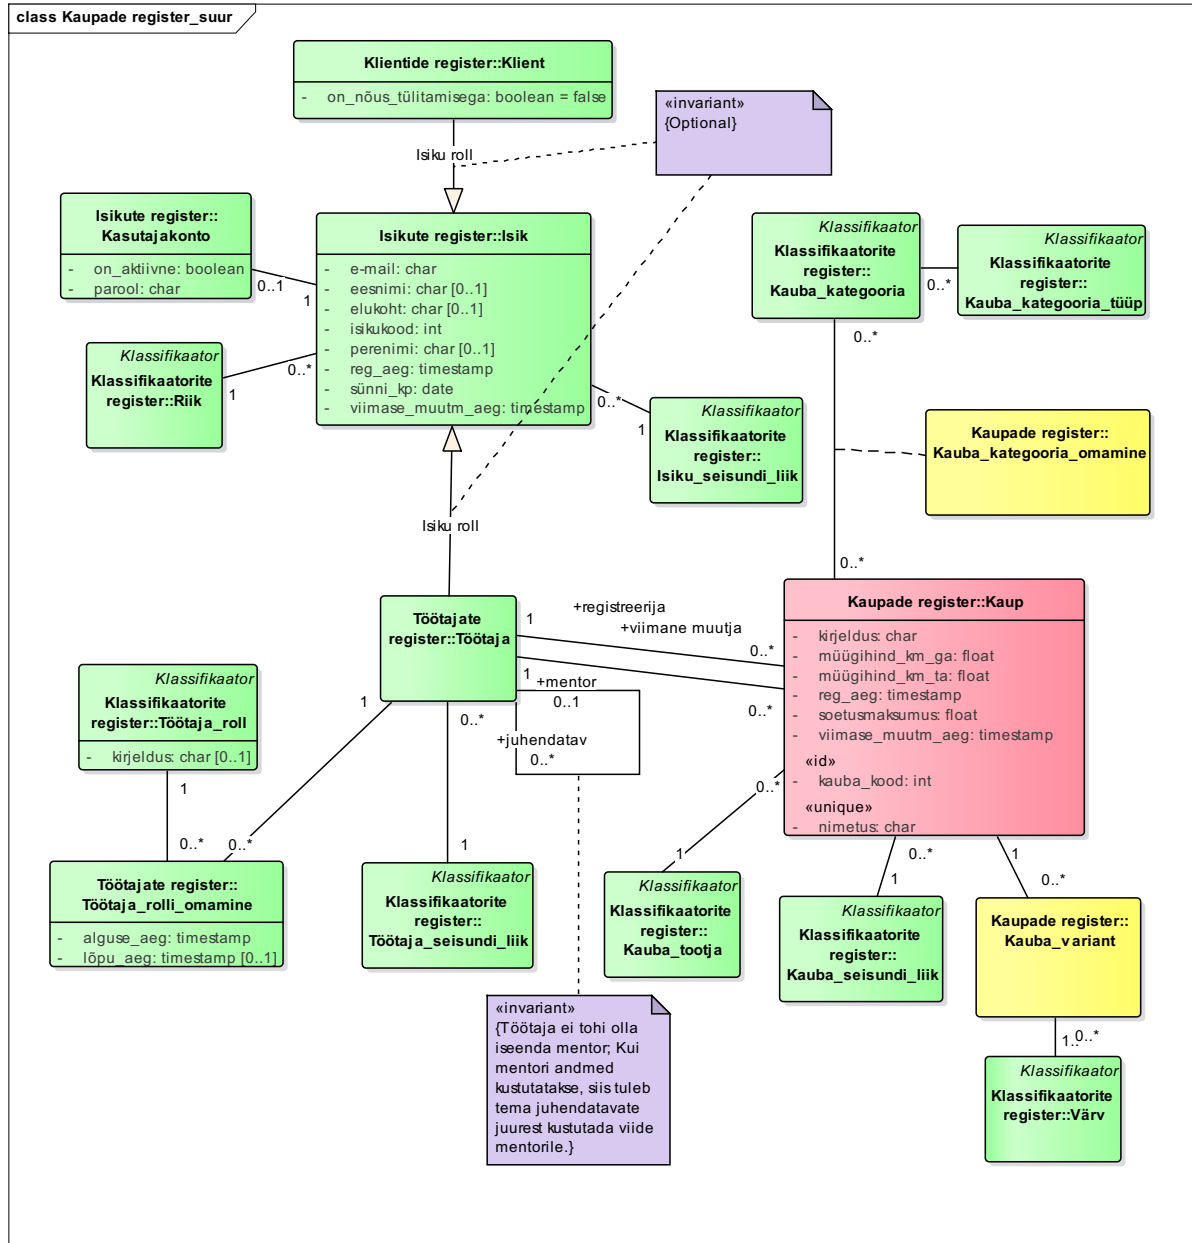 class Kaupade register_suur
Klientide register::Klient
- on_nõus_tülitamisega: boolean = false
«invariant»
{Optional}
Isiku roll
Isikute register::
Kasutajakonto
- on_aktiivne: boolean
- parool: char
0..1
1
Isikute register::Isik
- e-mail: char
- eesnimi: char [0..1]
- elukoht: char [0..1]
- isikukood: int
- perenimi: char [0..1]
- reg_aeg: timestamp
- sünni_kp: date
- viimase_muutm_aeg: timestamp
Klassifikaator
Klassifikaatorite
register::
Kauba_kategooria
0..*
Klassifikaator
Klassifikaatorite
register::
Kauba_kategooria_tüüp
0..*
Klassifikaator
Klassifikaatorite
register::Riik
1
0..*
0..*
1
Klassifikaator
Klassifikaatorite
register::
Isiku_seisundi_liik
Kaupade register::
Kauba_kategooria_omamine
Isiku roll
0..*
Töötajate
register::Töötaja
1
+registreerija
+viimane muutja
0..*
1
0..*
+mentor
0..1
+juhendatav
0..*
Kaupade register::Kaup
- kirjeldus: char
- müügihind_km_ga: float
- müügihind_km_ta: float
- reg_aeg: timestamp
- soetusmaksumus: float
- viimase_muutm_aeg: timestamp
«id»
- kauba_kood: int
«unique»
- nimetus: char
Klassifikaator
Klassifikaatorite
register::Töötaja_roll
- kirjeldus: char [0..1]
1
0..*
1
0..*
0..*
1
0..*
1
0..*
1
1
0..*
Töötajate register::
Töötaja_rolli_omamine
- alguse_aeg: timestamp
- lõpu_aeg: timestamp [0..1]
Klassifikaator
Klassifikaatorite
register::
Töötaja_seisundi_liik
Klassifikaator
Klassifikaatorite
register::
Kauba_tootja
Klassifikaator
Klassifikaatorite
register::
Kauba_seisundi_liik
Kaupade register::
Kauba_variant
0..*
1
«invariant»
{Töötaja ei tohi olla
iseenda mentor; Kui
mentori andmed
kustutatakse, siis tuleb
tema juhendatavate
juurest kustutada viide
mentorile.}
Klassifikaator
Klassifikaatorite
register::Värv